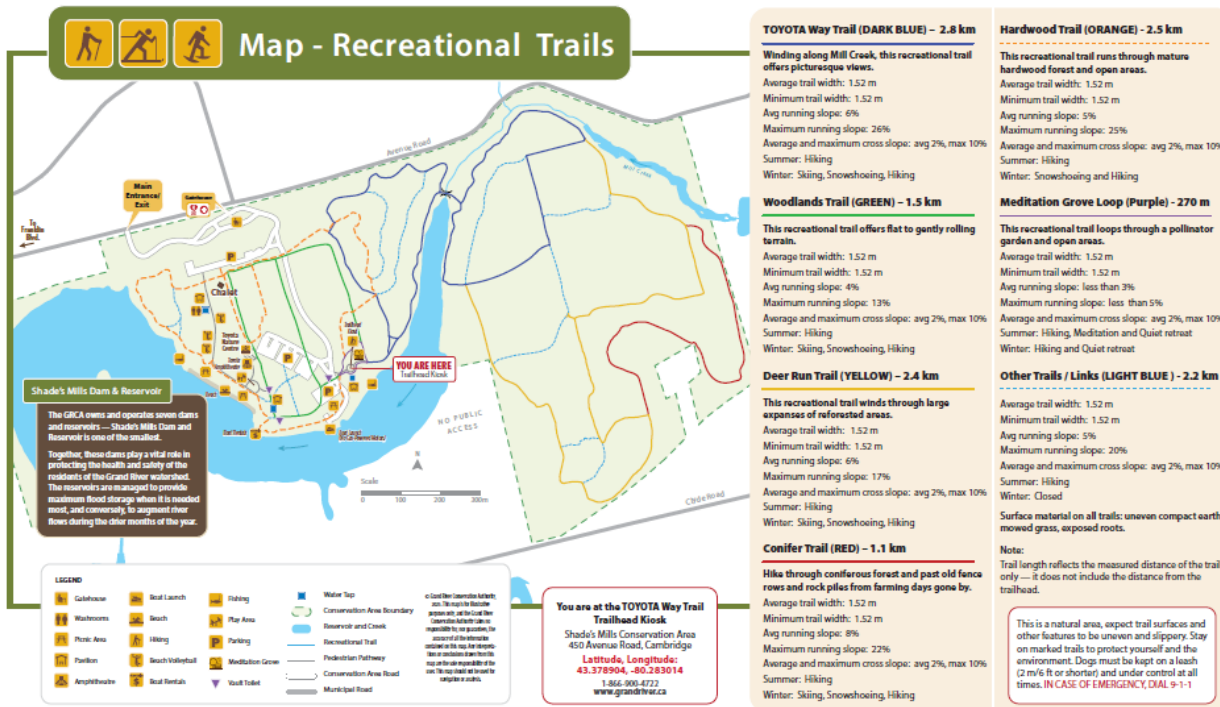 Map - Recreational Trails
Avenue Road
Mill Creek
Main
Entrance/
Exit
Gatehouse
To
Franklin
Blvd.
Chalet
Toyota
Nature
Centre
Beach
YOU ARE HERE
Trailhead Kiosk
NO PUBLIC
ACCESS
N
Scale
0 100 200 300m
Clyde Road
Shade's Mills Dam & Reservoir
The GRCA owns and operates seven dams
and reservoirs — Shade's Mills Dam and
Reservoir is one of the smallest.
Together, these dams play a vital role in
protecting the health and safety of the
residents of the Grand River watershed.
The reservoirs are managed to provide
maximum flood storage when it is needed
most, and conversely, to augment river
flows during the drier months of the year.
LEGEND
Gatehouse
Washrooms
Picnic Area
Pavilion
Amphitheatre
Boat Launch
Beach
Hiking
Beach Volleyball
Boat Rentals
Fishing
Play Area
Parking
Meditation Grove
Vault Toilet
Water Tap
Conservation Area Boundary
Reservoir and Creek
Recreational Trail
Pedestrian Pathway
Conservation Area Road
Municipal Road
You are at the TOYOTA Way Trail
Trailhead Kiosk
Shade's Mills Conservation Area
450 Avenue Road, Cambridge
Latitude, Longitude:
43.378904, -80.283014
1-866-900-4722
www.grandriver.ca
TOYOTA Way Trail (DARK BLUE) – 2.8 km
Winding along Mill Creek, this recreational trail
offers picturesque views.
Average trail width: 1.52 m
Minimum trail width: 1.52 m
Avg running slope: 6%
Maximum running slope: 26%
Average and maximum cross slope: avg 2%, max 10%
Summer: Hiking
Winter: Skiing, Snowshoeing, Hiking
Woodlands Trail (GREEN) – 1.5 km
This recreational trail offers flat to gently rolling
terrain.
Average trail width: 1.52 m
Minimum trail width: 1.52 m
Avg running slope: 4%
Maximum running slope: 13%
Average and maximum cross slope: avg 2%, max 10%
Summer: Hiking
Winter: Skiing, Snowshoeing, Hiking
Deer Run Trail (YELLOW) – 2.4 km
This recreational trail winds through large
expanses of reforested areas.
Average trail width: 1.52 m
Minimum trail width: 1.52 m
Avg running slope: 6%
Maximum running slope: 17%
Average and maximum cross slope: avg 2%, max 10%
Summer: Hiking
Winter: Skiing, Snowshoeing, Hiking
Conifer Trail (RED) – 1.1 km
Hike through coniferous forest and past old fence
rows and rock piles from farming days gone by.
Average trail width: 1.52 m
Minimum trail width: 1.52 m
Avg running slope: 8%
Maximum running slope: 22%
Average and maximum cross slope: avg 2%, max 10%
Summer: Hiking
Winter: Skiing, Snowshoeing, Hiking
Hardwood Trail (ORANGE) - 2.5 km
This recreational trail runs through mature
hardwood forest and open areas.
Average trail width: 1.52 m
Minimum trail width: 1.52 m
Avg running slope: 5%
Maximum running slope: 25%
Average and maximum cross slope: avg 2%, max 10%
Summer: Hiking
Winter: Snowshoeing and Hiking
Meditation Grove Loop (Purple) - 270 m
This recreational trail loops through a pollinator
garden and open areas.
Average trail width: 1.52 m
Minimum trail width: 1.52 m
Avg running slope: less than 3%
Maximum running slope: less than 5%
Average and maximum cross slope: avg 2%, max 10%
Summer: Hiking, Meditation and Quiet retreat
Winter: Hiking and Quiet retreat
Other Trails / Links (LIGHT BLUE ) - 2.2 km
Average trail width: 1.52 m
Minimum trail width: 1.52 m
Avg running slope: 5%
Maximum running slope: 20%
Average and maximum cross slope: avg 2%, max 10%
Summer: Hiking
Winter: Closed
Surface material on all trails: uneven compact earth,
mowed grass, exposed roots.
Note:
Trail length reflects the measured distance of the trail
only — it does not include the distance from the
trailhead.
This is a natural area, expect trail surfaces and
other features to be uneven and slippery. Stay
on marked trails to protect yourself and the
environment. Dogs must be kept on a leash
(2 m/6 ft or shorter) and under control at all
times. IN CASE OF EMERGENCY, DIAL 9-1-1